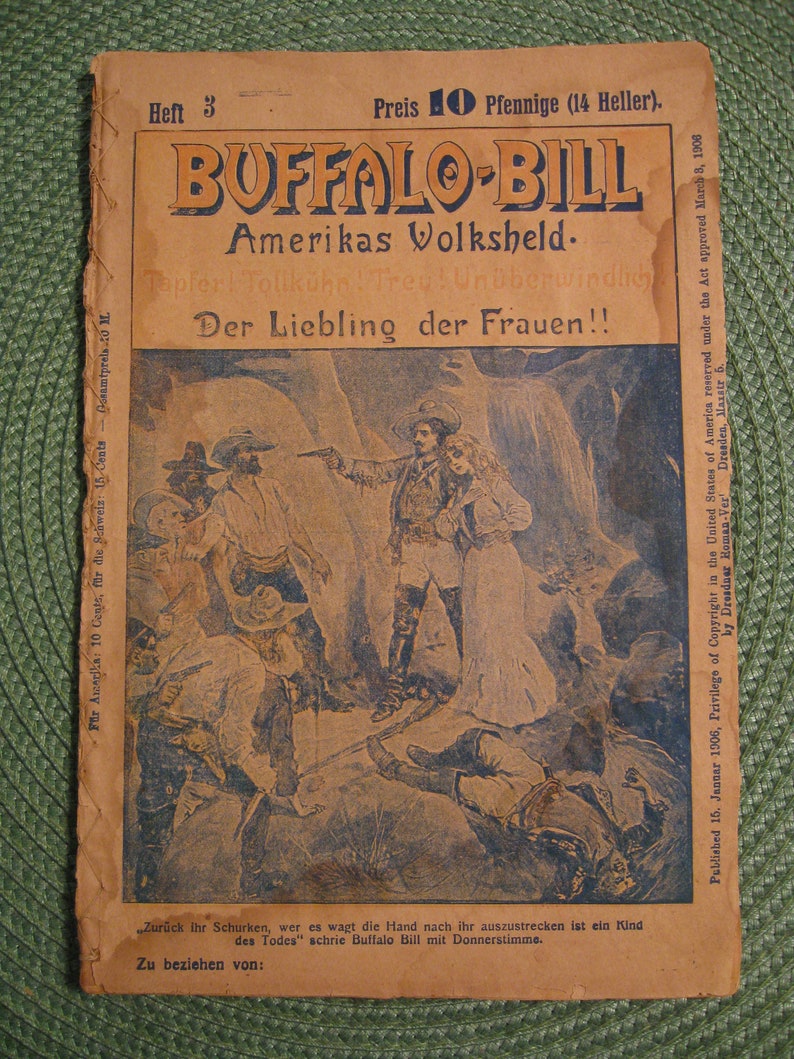 Heft 3
Preis 10 Pfennige (14 Heller).
BUFFALO-BILL
Amerikas Volksheld.
Tapfer! Tollkühn. Treu. Unüberwindlich!
Der Liebling der Frauen!!
Für Amerika: 10 Cents, für die Schweiz: 15 Cents — Gesamtpreis 20 M.
Published 15. Januar 1906, Privilege of Copyright in the United States of America reserved under the Act approved March 3, 1906
by Dresdner Roman-Ver Dresden, Maxstr 5.
„Zurück ihr Schurken, wer es wagt die Hand nach ihr auszustrecken ist ein Kind
des Todes“ schrie Buffalo Bill mit Donnerstimme.
Zu beziehen von: